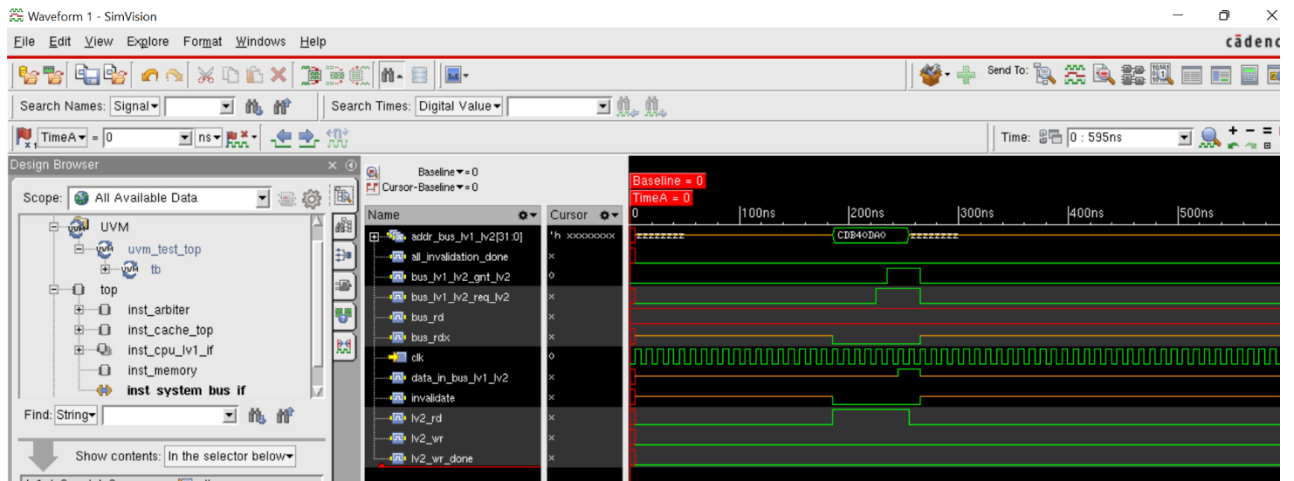 Waveform 1 - SimVision
File Edit View Explore Format Windows Help
cādenc
Send To:
Search Names: Signal
Search Times: Digital Value
TimeA = 0 ns
Time: 0 : 595ns
Design Browser
Scope: All Available Data
UVM
uvm_test_top
tb
top
inst_arbiter
inst_cache_top
inst_cpu_lv1_if
inst_memory
inst_system_bus_if
Find: String
Show contents: In the selector below
Baseline = 0
Cursor-Baseline = 0
Name Cursor
addr_bus_lv1_lv2[31:0] 'h xxxxxxxx
all_invalidation_done x
bus_lv1_lv2_gnt_lv2 0
bus_lv1_lv2_req_lv2 x
bus_rd x
bus_rdx x
clk 0
data_in_bus_lv1_lv2 x
invalidate x
lv2_rd x
lv2_wr x
lv2_wr_done x
Baseline = 0
TimeA = 0
0 100ns 200ns 300ns 400ns 500ns
zzzzzzzz CDB40DA0 zzzzzzzz